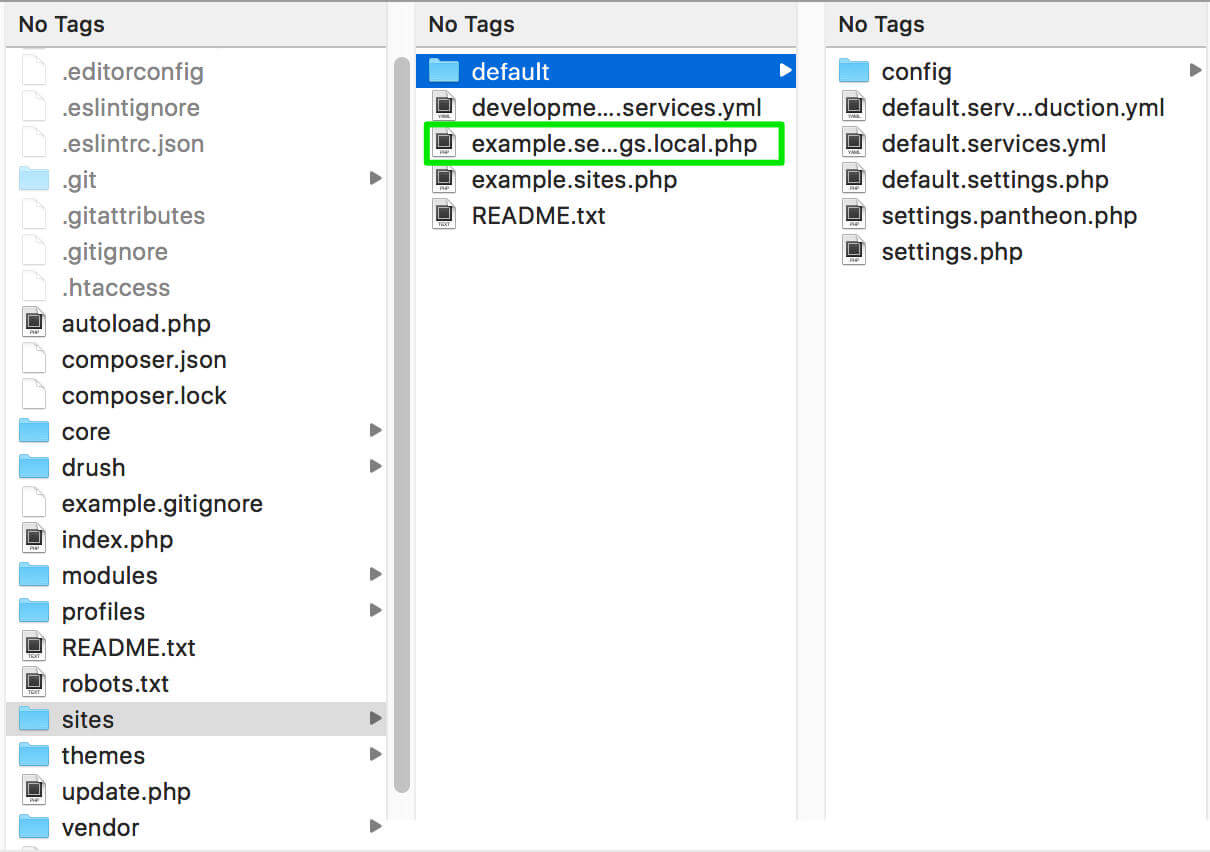 No Tags
.editorconfig
.eslintignore
.eslintrc.json
.git
.gitattributes
.gitignore
.htaccess
autoload.php
composer.json
composer.lock
core
drush
example.gitignore
index.php
modules
profiles
README.txt
robots.txt
sites
themes
update.php
vendor
No Tags
default
developme....services.yml
example.se...gs.local.php
example.sites.php
README.txt
No Tags
config
default.serv...duction.yml
default.services.yml
default.settings.php
settings.pantheon.php
settings.php